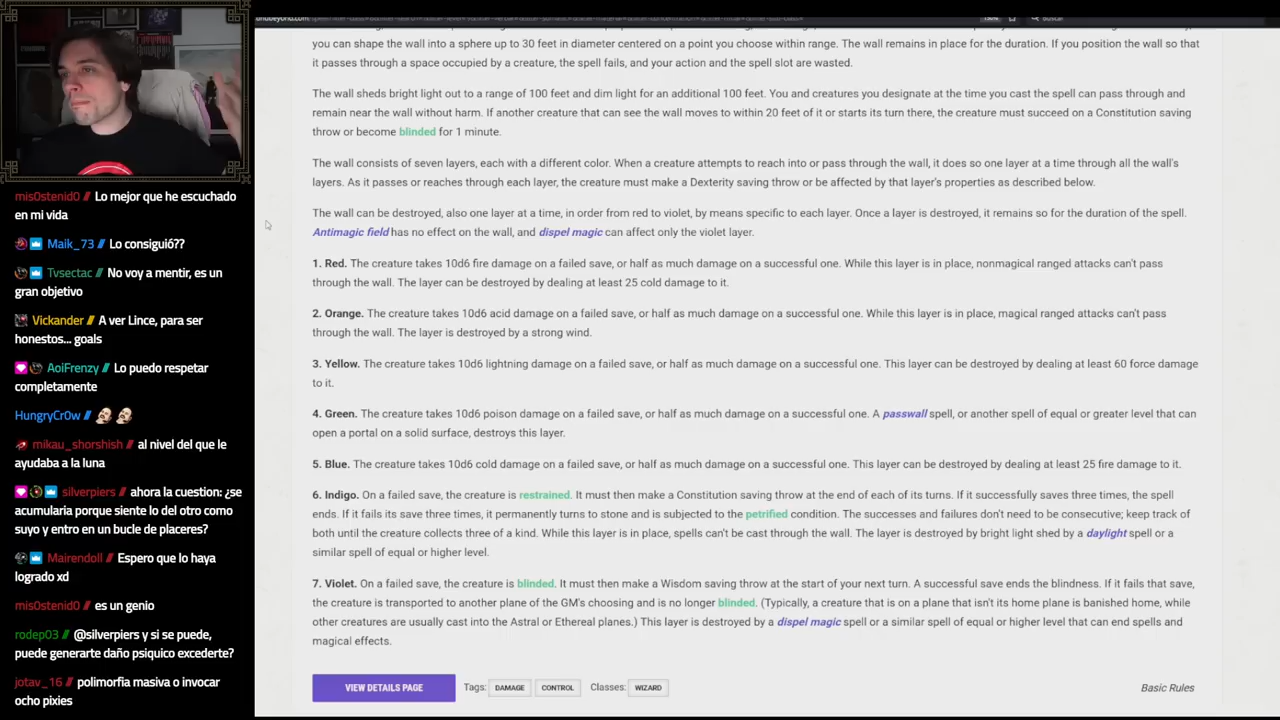 mis0stenid0 // Lo mejor que he escuchado
en mi vida
Maik_73 // Lo consiguió??
Tvsectac // No voy a mentir, es un
gran objetivo
Vickander // A ver Lince, para ser
honestos... goals
AoiFrenzy // Lo puedo respetar
completamente
HungryCr0w //
mikau_shorshish // al nivel del que le
ayudaba a la luna
silverpiers // ahora la cuestion: ¿se
acumularia porque siente lo del otro como
suyo y entro en un bucle de placeres?
Mairendoll // Espero que lo haya
logrado xd
mis0stenid0 // es un genio
rodep03 // @silverpiers y si se puede,
puede generarte daño psiquico excederte?
jotav_16 // polimorfia masiva o invocar
ocho pixies
you can shape the wall into a sphere up to 30 feet in diameter centered on a point you choose within range. The wall remains in place for the duration. If you position the wall so that
it passes through a space occupied by a creature, the spell fails, and your action and the spell slot are wasted.
The wall sheds bright light out to a range of 100 feet and dim light for an additional 100 feet. You and creatures you designate at the time you cast the spell can pass through and
remain near the wall without harm. If another creature that can see the wall moves to within 20 feet of it or starts its turn there, the creature must succeed on a Constitution saving
throw or become blinded for 1 minute.
The wall consists of seven layers, each with a different color. When a creature attempts to reach into or pass through the wall, it does so one layer at a time through all the wall's
layers. As it passes or reaches through each layer, the creature must make a Dexterity saving throw or be affected by that layer's properties as described below.
The wall can be destroyed, also one layer at a time, in order from red to violet, by means specific to each layer. Once a layer is destroyed, it remains so for the duration of the spell.
Antimagic field has no effect on the wall, and dispel magic can affect only the violet layer.
1. Red. The creature takes 10d6 fire damage on a failed save, or half as much damage on a successful one. While this layer is in place, nonmagical ranged attacks can't pass
through the wall. The layer can be destroyed by dealing at least 25 cold damage to it.
2. Orange. The creature takes 10d6 acid damage on a failed save, or half as much damage on a successful one. While this layer is in place, magical ranged attacks can't pass
through the wall. The layer is destroyed by a strong wind.
3. Yellow. The creature takes 10d6 lightning damage on a failed save, or half as much damage on a successful one. This layer can be destroyed by dealing at least 60 force damage
to it.
4. Green. The creature takes 10d6 poison damage on a failed save, or half as much damage on a successful one. A passwall spell, or another spell of equal or greater level that can
open a portal on a solid surface, destroys this layer.
5. Blue. The creature takes 10d6 cold damage on a failed save, or half as much damage on a successful one. This layer can be destroyed by dealing at least 25 fire damage to it.
6. Indigo. On a failed save, the creature is restrained. It must then make a Constitution saving throw at the end of each of its turns. If it successfully saves three times, the spell
ends. If it fails its save three times, it permanently turns to stone and is subjected to the petrified condition. The successes and failures don't need to be consecutive; keep track of
both until the creature collects three of a kind. While this layer is in place, spells can't be cast through the wall. The layer is destroyed by bright light shed by a daylight spell or a
similar spell of equal or higher level.
7. Violet. On a failed save, the creature is blinded. It must then make a Wisdom saving throw at the start of your next turn. A successful save ends the blindness. If it fails that save,
the creature is transported to another plane of the GM's choosing and is no longer blinded. (Typically, a creature that is on a plane that isn't its home plane is banished home, while
other creatures are usually cast into the Astral or Ethereal planes.) This layer is destroyed by a dispel magic spell or a similar spell of equal or higher level that can end spells and
magical effects.
VIEW DETAILS PAGE Tags: DAMAGE CONTROL Classes: WIZARD Basic Rules